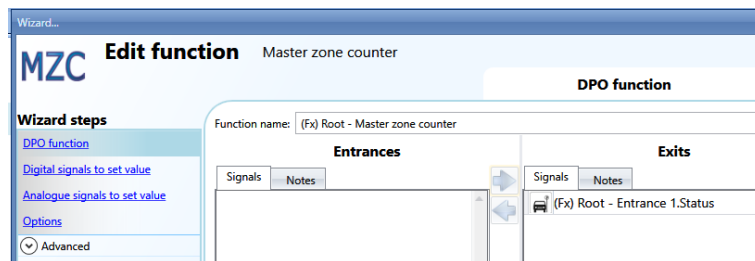 Wizard...
MZC
Edit function
Master zone counter
DPO function
Wizard steps
DPO function
Digital signals to set value
Analogue signals to set value
Options
Advanced
Function name: (Fx) Root - Master zone counter
Entrances
Exits
Signals Notes
Signals Notes
(Fx) Root - Entrance 1.Status